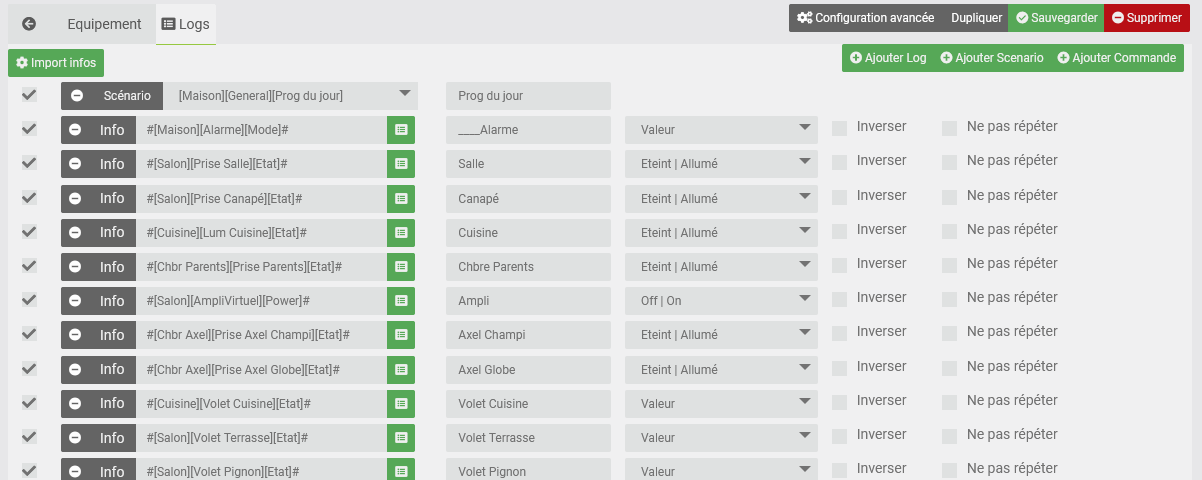 Equipement Logs Configuration avancée Dupliquer Sauvegarder Supprimer
Import infos Ajouter Log Ajouter Scenario Ajouter Commande
Scénario [Maison][General][Prog du jour] Prog du jour
Info #[Maison][Alarme][Mode]# ____Alarme Valeur Inverser Ne pas répéter
Info #[Salon][Prise Salle][Etat]# Salle Eteint | Allumé Inverser Ne pas répéter
Info #[Salon][Prise Canapé][Etat]# Canapé Eteint | Allumé Inverser Ne pas répéter
Info #[Cuisine][Lum Cuisine][Etat]# Cuisine Eteint | Allumé Inverser Ne pas répéter
Info #[Chbr Parents][Prise Parents][Etat]# Chbre Parents Eteint | Allumé Inverser Ne pas répéter
Info #[Salon][AmpliVirtuel][Power]# Ampli Off | On Inverser Ne pas répéter
Info #[Chbr Axel][Prise Axel Champi][Etat]# Axel Champi Eteint | Allumé Inverser Ne pas répéter
Info #[Chbr Axel][Prise Axel Globe][Etat]# Axel Globe Eteint | Allumé Inverser Ne pas répéter
Info #[Cuisine][Volet Cuisine][Etat]# Volet Cuisine Valeur Inverser Ne pas répéter
Info #[Salon][Volet Terrasse][Etat]# Volet Terrasse Valeur Inverser Ne pas répéter
Info #[Salon][Volet Pignon][Etat]# Volet Pignon Valeur Inverser Ne pas répéter